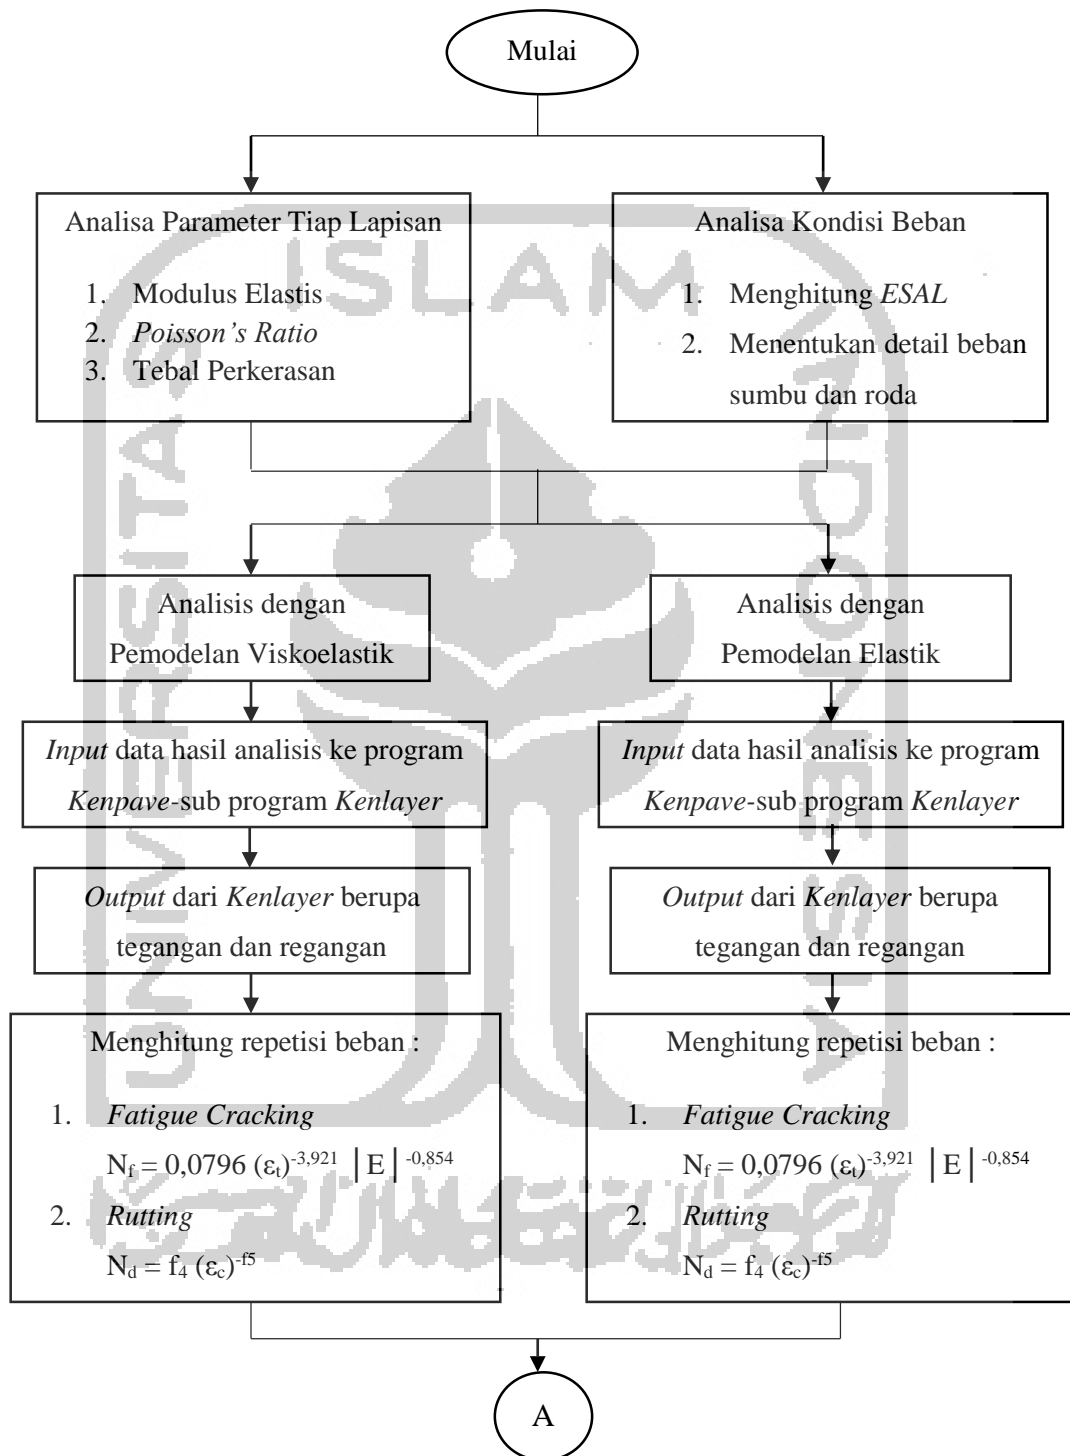 Mulai
Analisa Parameter Tiap Lapisan
1. Modulus Elastis
2. Poisson's Ratio
3. Tebal Perkerasan
Analisa Kondisi Beban
1. Menghitung ESAL
2. Menentukan detail beban
sumbu dan roda
Analisis dengan
Pemodelan Viskoelastik
Analisis dengan
Pemodelan Elastik
Input data hasil analisis ke program
Kenpave-sub program Kenlayer
Input data hasil analisis ke program
Kenpave-sub program Kenlayer
Output dari Kenlayer berupa
tegangan dan regangan
Output dari Kenlayer berupa
tegangan dan regangan
Menghitung repetisi beban :
1. Fatigue Cracking
Nf = 0,0796 (εt)-3,921 │E│-0,854
2. Rutting
Nd = f4 (εc)-f5
Menghitung repetisi beban :
1. Fatigue Cracking
Nf = 0,0796 (εt)-3,921 │E│-0,854
2. Rutting
Nd = f4 (εc)-f5
A
UNIVERSITAS
ISLAM
INDONESIA